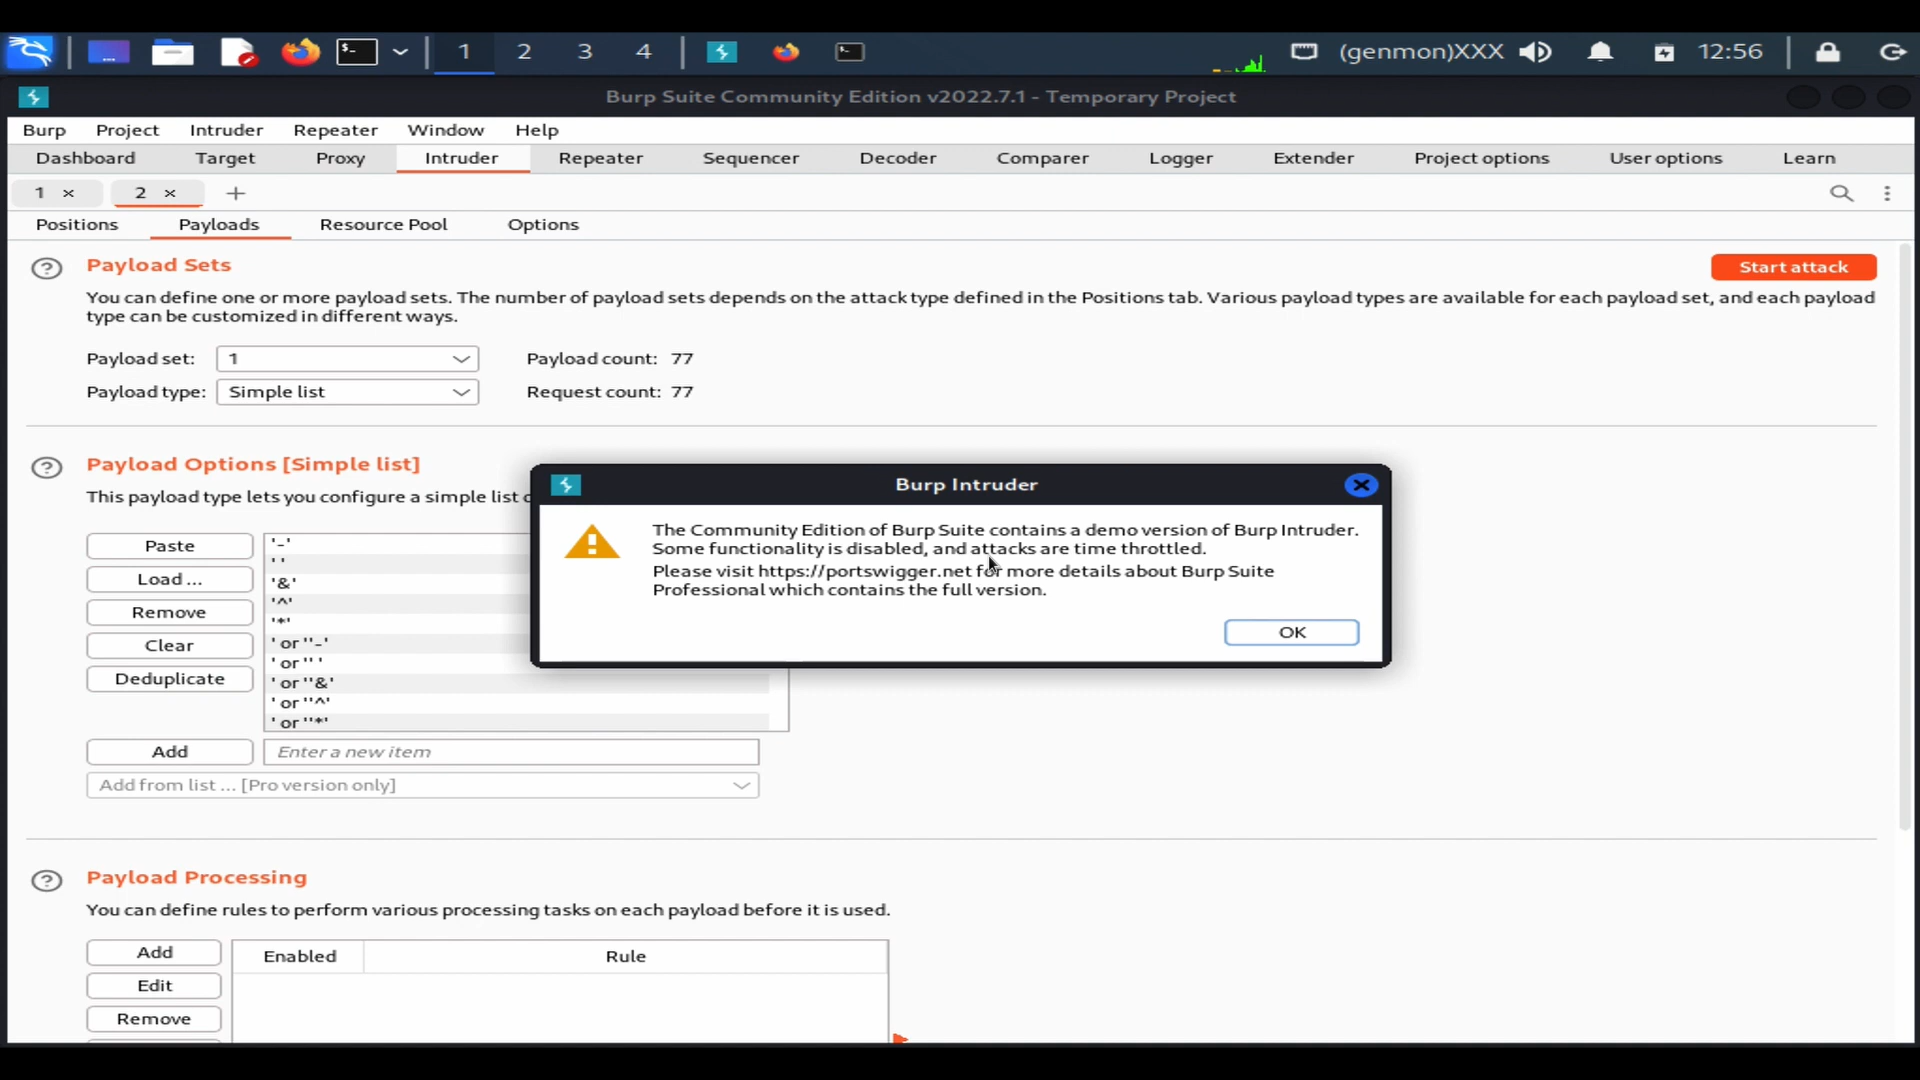 1 2 3 4 (genmon)XXX 12:56
Burp Suite Community Edition v2022.7.1 - Temporary Project
Burp Project Intruder Repeater Window Help
Dashboard Target Proxy Intruder Repeater Sequencer Decoder Comparer Logger Extender Project options User options Learn
1 × 2 × +
Positions Payloads Resource Pool Options
? Payload Sets Start attack
You can define one or more payload sets. The number of payload sets depends on the attack type defined in the Positions tab. Various payload types are available for each payload set, and each payload
type can be customized in different ways.
Payload set: 1 Payload count: 77
Payload type: Simple list Request count: 77
? Payload Options [Simple list]
This payload type lets you configure a simple list
Burp Intruder
The Community Edition of Burp Suite contains a demo version of Burp Intruder.
Some functionality is disabled, and attacks are time throttled.
Please visit https://portswigger.net for more details about Burp Suite
Professional which contains the full version.
OK
Paste
Load ...
Remove
Clear
Deduplicate
'-'
' '
'&'
'^'
'*'
' or ''-'
' or '' '
' or ''&'
' or ''^'
' or ''*'
Add Enter a new item
Add from list ... [Pro version only]
? Payload Processing
You can define rules to perform various processing tasks on each payload before it is used.
Add
Edit
Remove
Enabled Rule